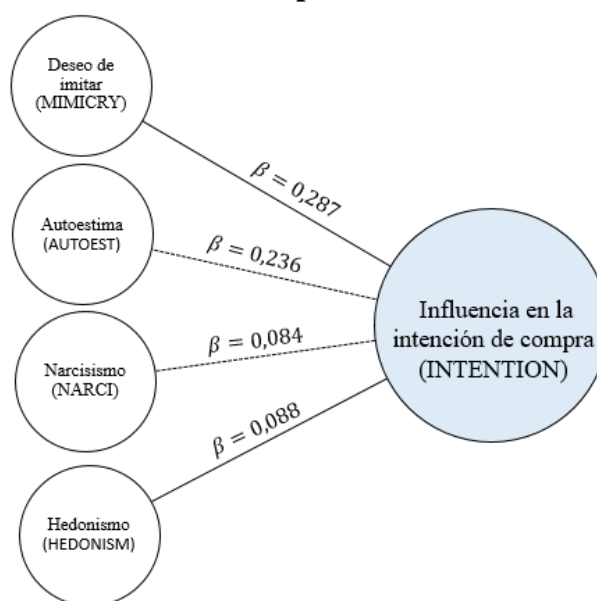 Deseo de
imitar
(MIMICRY)
β = 0,287
Autoestima
(AUTOEST)
β = 0,236
Influencia en la
intención de compra
(INTENTION)
β = 0,084
Narcisismo
(NARCI)
β = 0,088
Hedonismo
(HEDONISM)